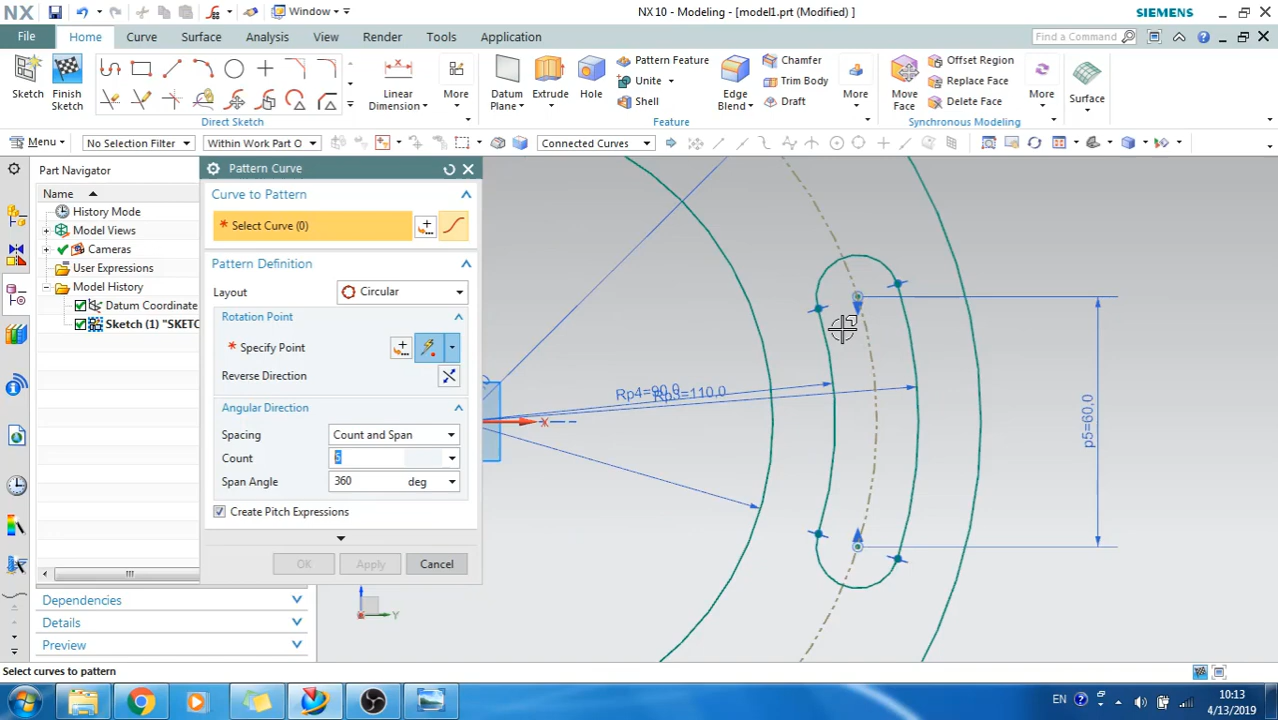 NX
Window
NX 10 - Modeling - [model1.prt (Modified) ]
SIEMENS
File
Home
Curve
Surface
Analysis
View
Render
Tools
Application
Find a Command
Sketch
Finish Sketch
Direct Sketch
Linear Dimension
More
Datum Plane
Extrude
Hole
Pattern Feature
Unite
Shell
Feature
Edge Blend
Chamfer
Trim Body
Draft
More
Move Face
Offset Region
Replace Face
Delete Face
Synchronous Modeling
More
Surface
Menu
No Selection Filter
Within Work Part O
Connected Curves
Part Navigator
Name
History Mode
Model Views
Cameras
User Expressions
Model History
Datum Coordinate
Sketch (1) "SKETC
Dependencies
Details
Preview
Pattern Curve
Curve to Pattern
* Select Curve (0)
Pattern Definition
Layout
Circular
Rotation Point
* Specify Point
Reverse Direction
Angular Direction
Spacing
Count and Span
Count
5
Span Angle
360
deg
Create Pitch Expressions
OK
Apply
Cancel
Rp4=90,0
Rp3=110,0
p5=60,0
X
Y
Select curves to pattern
EN
10:13
4/13/2019